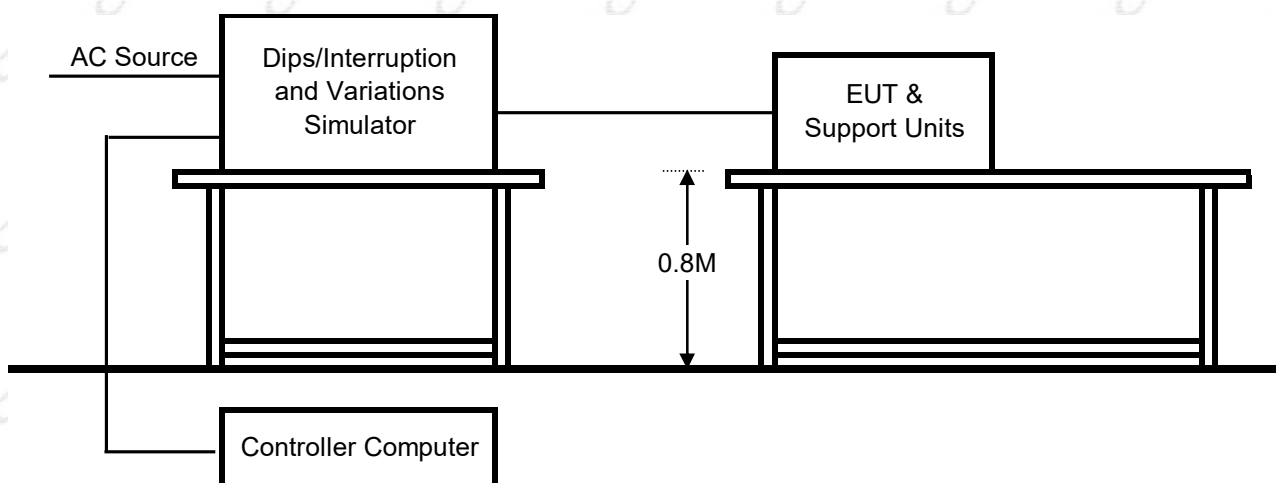 AC Source
Dips/Interruption
and Variations
Simulator
EUT &
Support Units
0.8M
Controller Computer